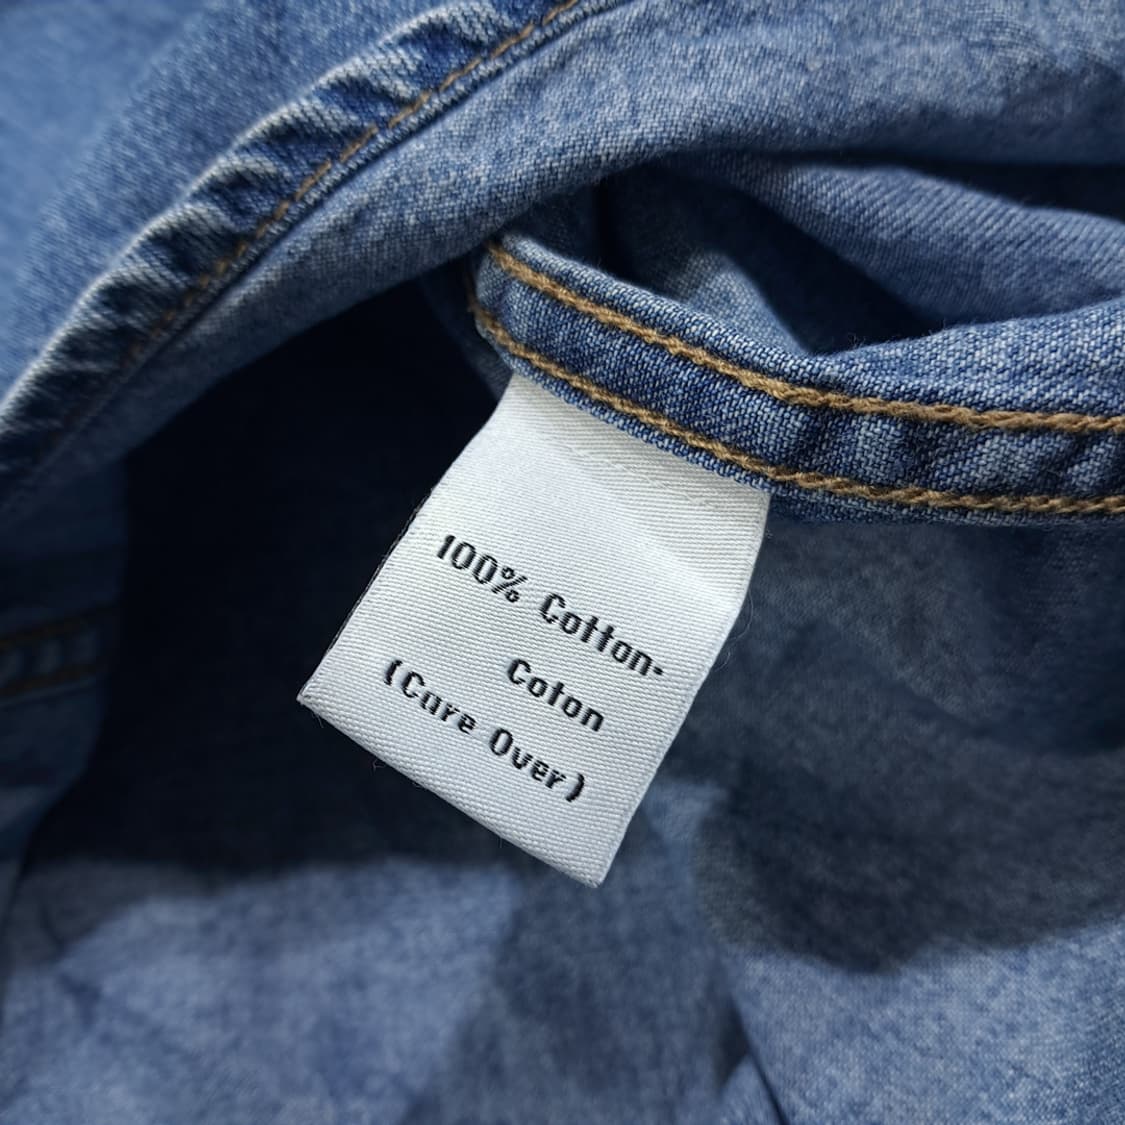 100% Cotton-
Coton
(Care Over)